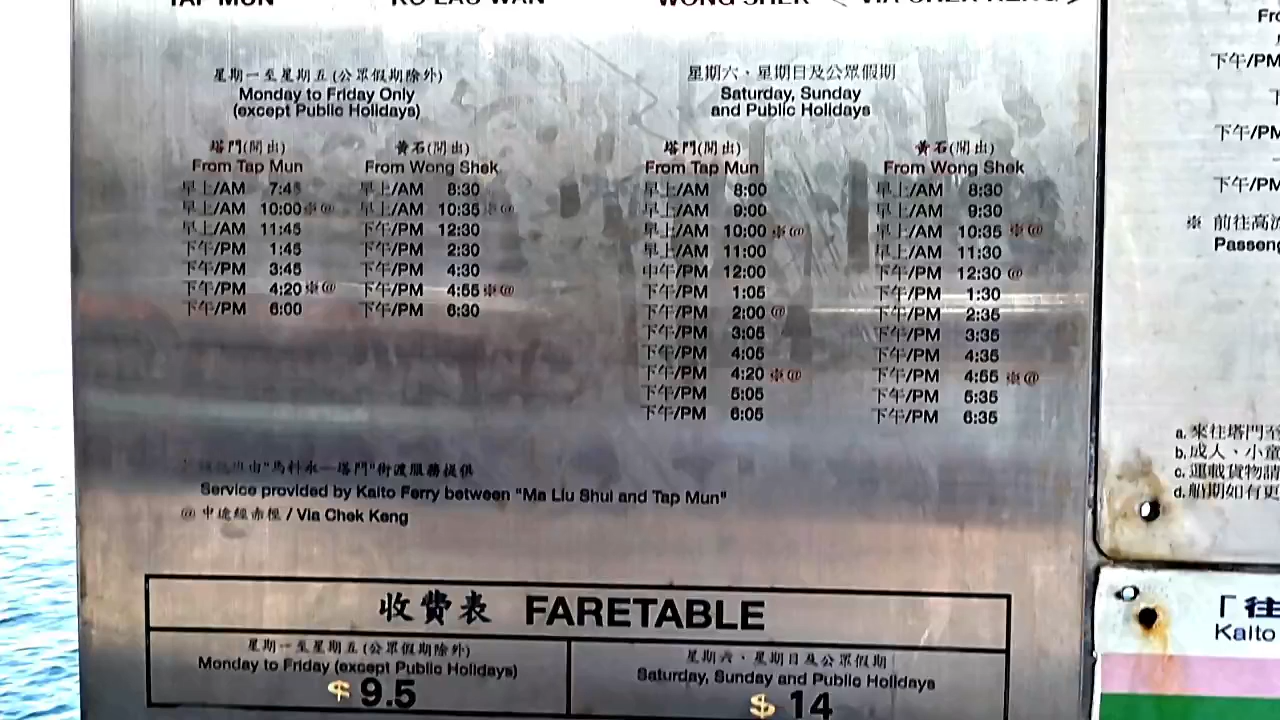 TAP MUN KO LAU WAN WONG SHEK < VIA CHEK KENG >
星期一至星期五(公眾假期除外)
Monday to Friday Only
(except Public Holidays)
塔門(開出) 黃石(開出)
From Tap Mun From Wong Shek
早上/AM 7:45 早上/AM 8:30
早上/AM 10:00※@ 早上/AM 10:35※@
早上/AM 11:45 下午/PM 12:30
下午/PM 1:45 下午/PM 2:30
下午/PM 3:45 下午/PM 4:30
下午/PM 4:20※@ 下午/PM 4:55※@
下午/PM 6:00 下午/PM 6:30
星期六、星期日及公眾假期
Saturday, Sunday
and Public Holidays
塔門(開出) 黃石(開出)
From Tap Mun From Wong Shek
早上/AM 8:00 早上/AM 8:30
早上/AM 9:00 早上/AM 9:30
早上/AM 10:00※@ 早上/AM 10:35※@
早上/AM 11:00 早上/AM 11:30
中午/PM 12:00 下午/PM 12:30@
下午/PM 1:05 下午/PM 1:30
下午/PM 2:00@ 下午/PM 2:35
下午/PM 3:05 下午/PM 3:35
下午/PM 4:05 下午/PM 4:35
下午/PM 4:20※@ 下午/PM 4:55※@
下午/PM 5:05 下午/PM 5:35
下午/PM 6:05 下午/PM 6:35
由"馬料水—塔門"街渡服務提供
Service provided by Kaito Ferry between "Ma Liu Shui and Tap Mun"
@ 中途經赤徑 / Via Chek Keng
收費表 FARETABLE
星期一至星期五(公眾假期除外)
Monday to Friday (except Public Holidays)
$9.5
星期六、星期日及公眾假期
Saturday, Sunday and Public Holidays
$14
下午/PM
下午/PM
下午/PM
※ 前往高流
a. 來往塔門至
b. 成人、小童
c. 運載貨物請
d. 船期如有更
「往
Kaito